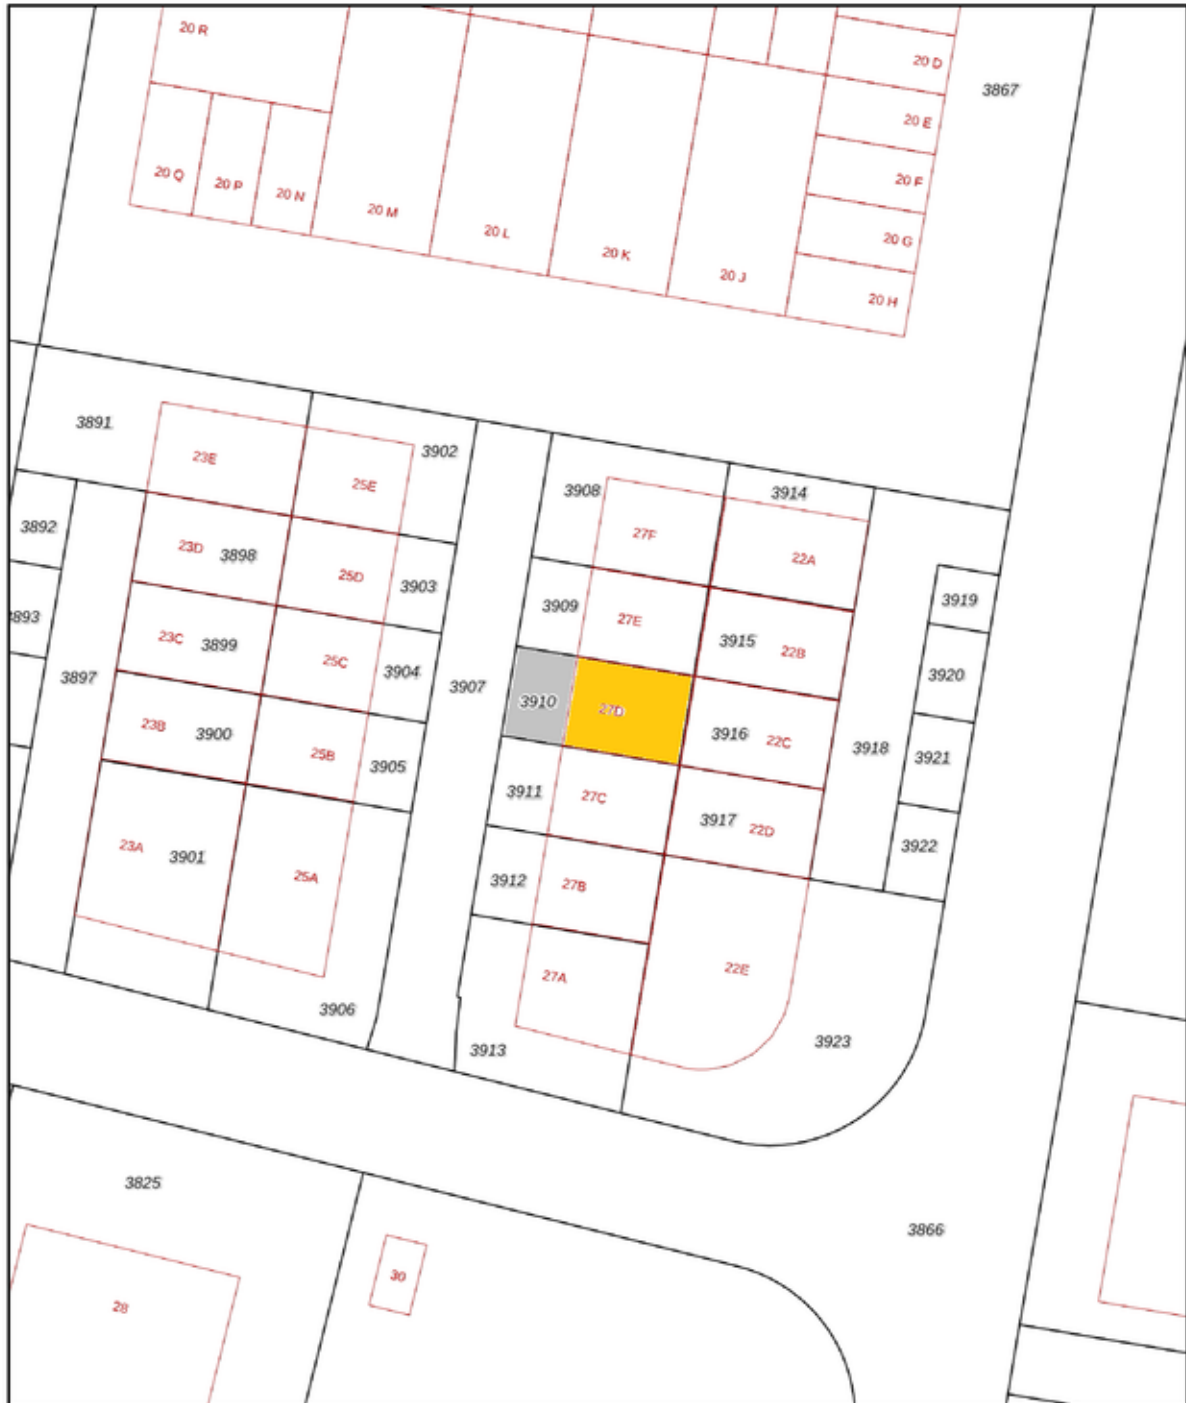 20 R
20 D
3867
20 E
20 Q
20 P
20 N
20 F
20 M
20 L
20 G
20 K
20 J
20 H
3891
3902
23E
25E
3908
3914
3892
27F
22A
23D
3898
25D
3903
3909
3919
893
23C
3899
27E
3915
22B
25C
3904
3920
3897
3907
3910
27D
23B
3900
3916
22C
3918
25B
3905
3921
3911
27C
3917
22D
23A
3901
3922
25A
3912
27B
27A
22E
3906
3913
3923
3825
3866
30
28